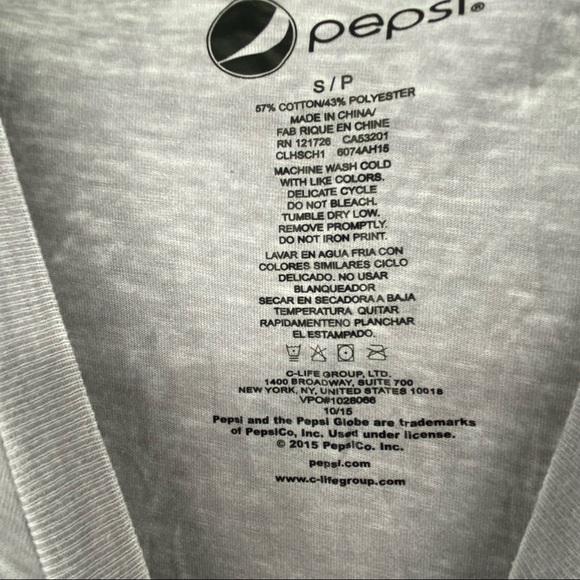 pepsi®
S / P
57% COTTON/43% POLYESTER
MADE IN CHINA/
FAB RIQUE EN CHINE
RN 121726 CA53201
CLHSCH1 6074AH15
MACHINE WASH COLD
WITH LIKE COLORS.
DELICATE CYCLE
DO NOT BLEACH.
TUMBLE DRY LOW.
REMOVE PROMPTLY.
DO NOT IRON PRINT.
LAVAR EN AGUA FRIA CON
COLORES SIMILARES CICLO
DELICADO. NO USAR
BLANQUEADOR
SECAR EN SECADORA A BAJA
TEMPERATURA QUITAR
RAPIDAMENTENO PLANCHAR
EL ESTAMPADO.
C-LIFE GROUP, LTD.
1400 BROADWAY, SUITE 700
NEW YORK, NY, UNITED STATES 10018
VPO#1028066
10/15
Pepsi and the Pepsi Globe are trademarks
of PepsiCo, Inc. Used under license.
© 2015 PepsiCo. Inc.
pepsi.com
www.c-lifegroup.com